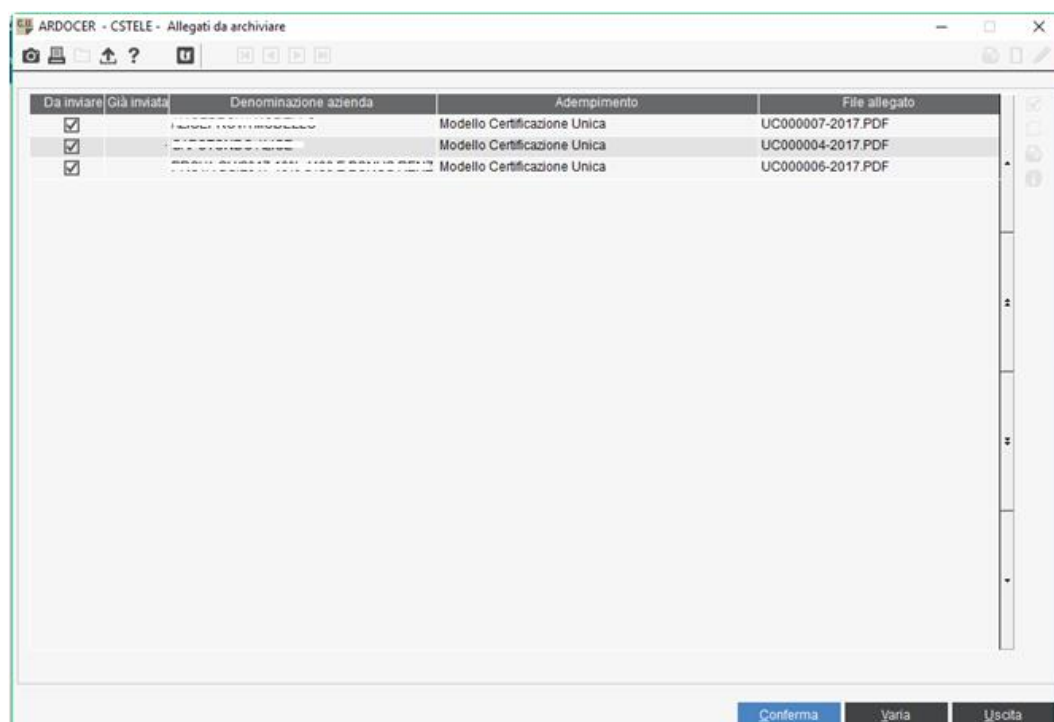 ARDOCER - CSTELE - Allegati da archiviare
Da inviare Già inviata Denominazione azienda Adempimento File allegato
Modello Certificazione Unica UC000007-2017.PDF
Modello Certificazione Unica UC000004-2017.PDF
Modello Certificazione Unica UC000006-2017.PDF
Conferma Varia Uscita